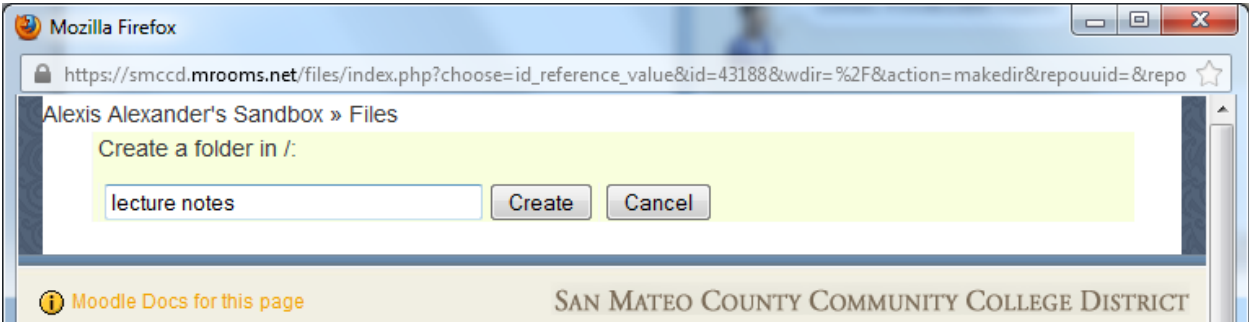 Mozilla Firefox
https://smccd.mrooms.net/files/index.php?choose=id_reference_value&id=43188&wdir=%2F&action=makedir&repouuid=&repo
Alexis Alexander's Sandbox » Files
Create a folder in /:
lecture notes Create Cancel
Moodle Docs for this page SAN MATEO COUNTY COMMUNITY COLLEGE DISTRICT